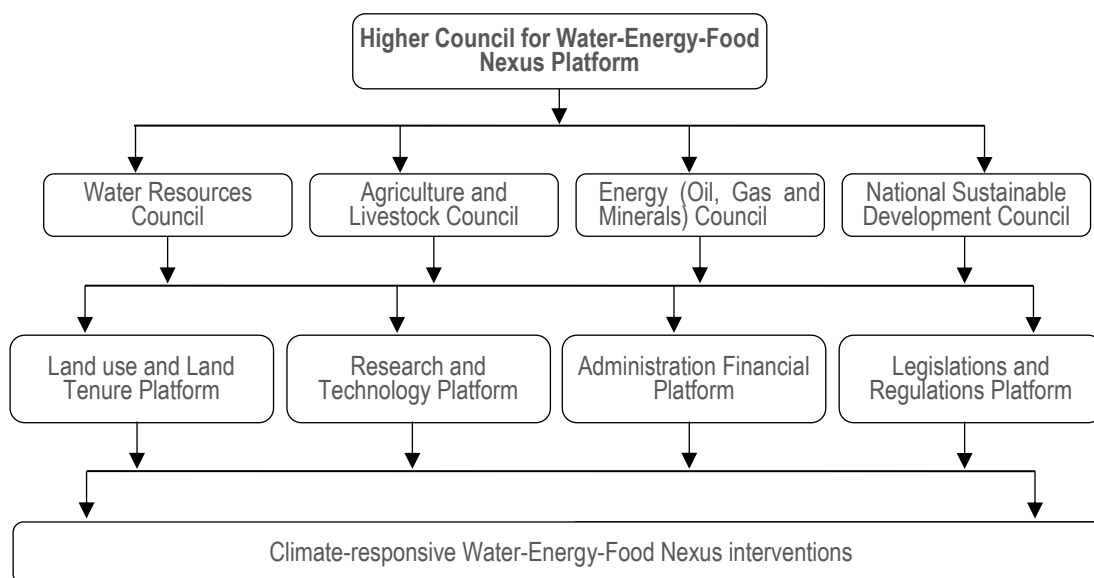 Higher Council for Water-Energy-Food
Nexus Platform
Water Resources
Council
Agriculture and
Livestock Council
Energy (Oil, Gas and
Minerals) Council
National Sustainable
Development Council
Land use and Land
Tenure Platform
Research and
Technology Platform
Administration Financial
Platform
Legislations and
Regulations Platform
Climate-responsive Water-Energy-Food Nexus interventions